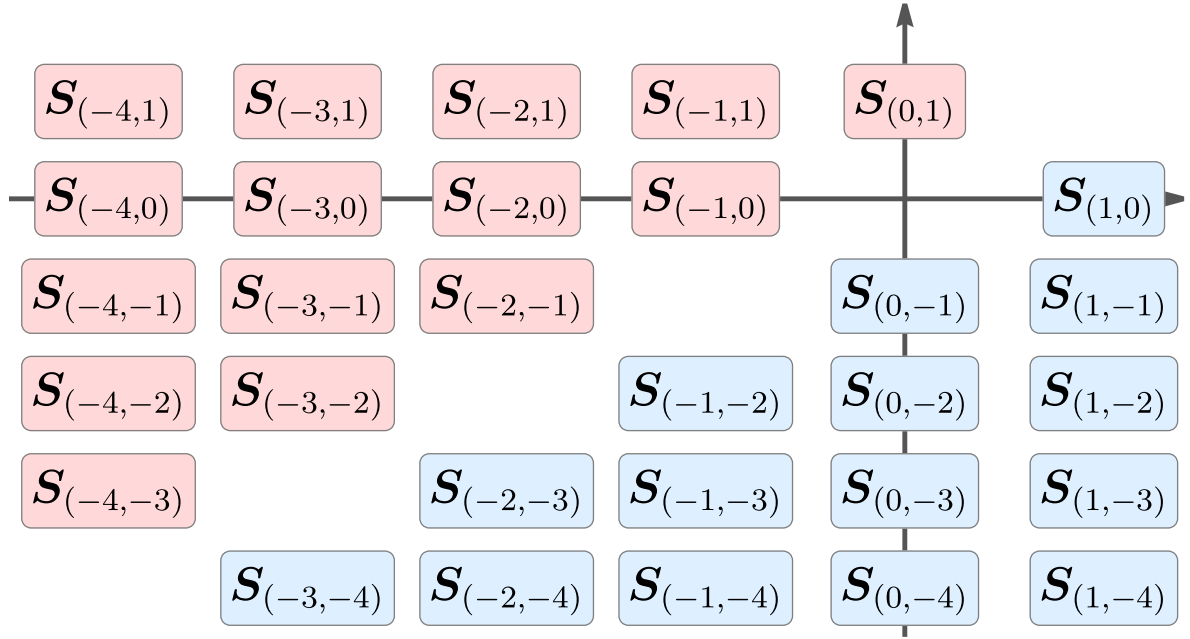 S(−4,1) S(−3,1) S(−2,1) S(−1,1) S(0,1)
S(−4,0) S(−3,0) S(−2,0) S(−1,0) S(1,0)
S(−4,−1) S(−3,−1) S(−2,−1) S(0,−1) S(1,−1)
S(−4,−2) S(−3,−2) S(−1,−2) S(0,−2) S(1,−2)
S(−4,−3) S(−2,−3) S(−1,−3) S(0,−3) S(1,−3)
S(−3,−4) S(−2,−4) S(−1,−4) S(0,−4) S(1,−4)